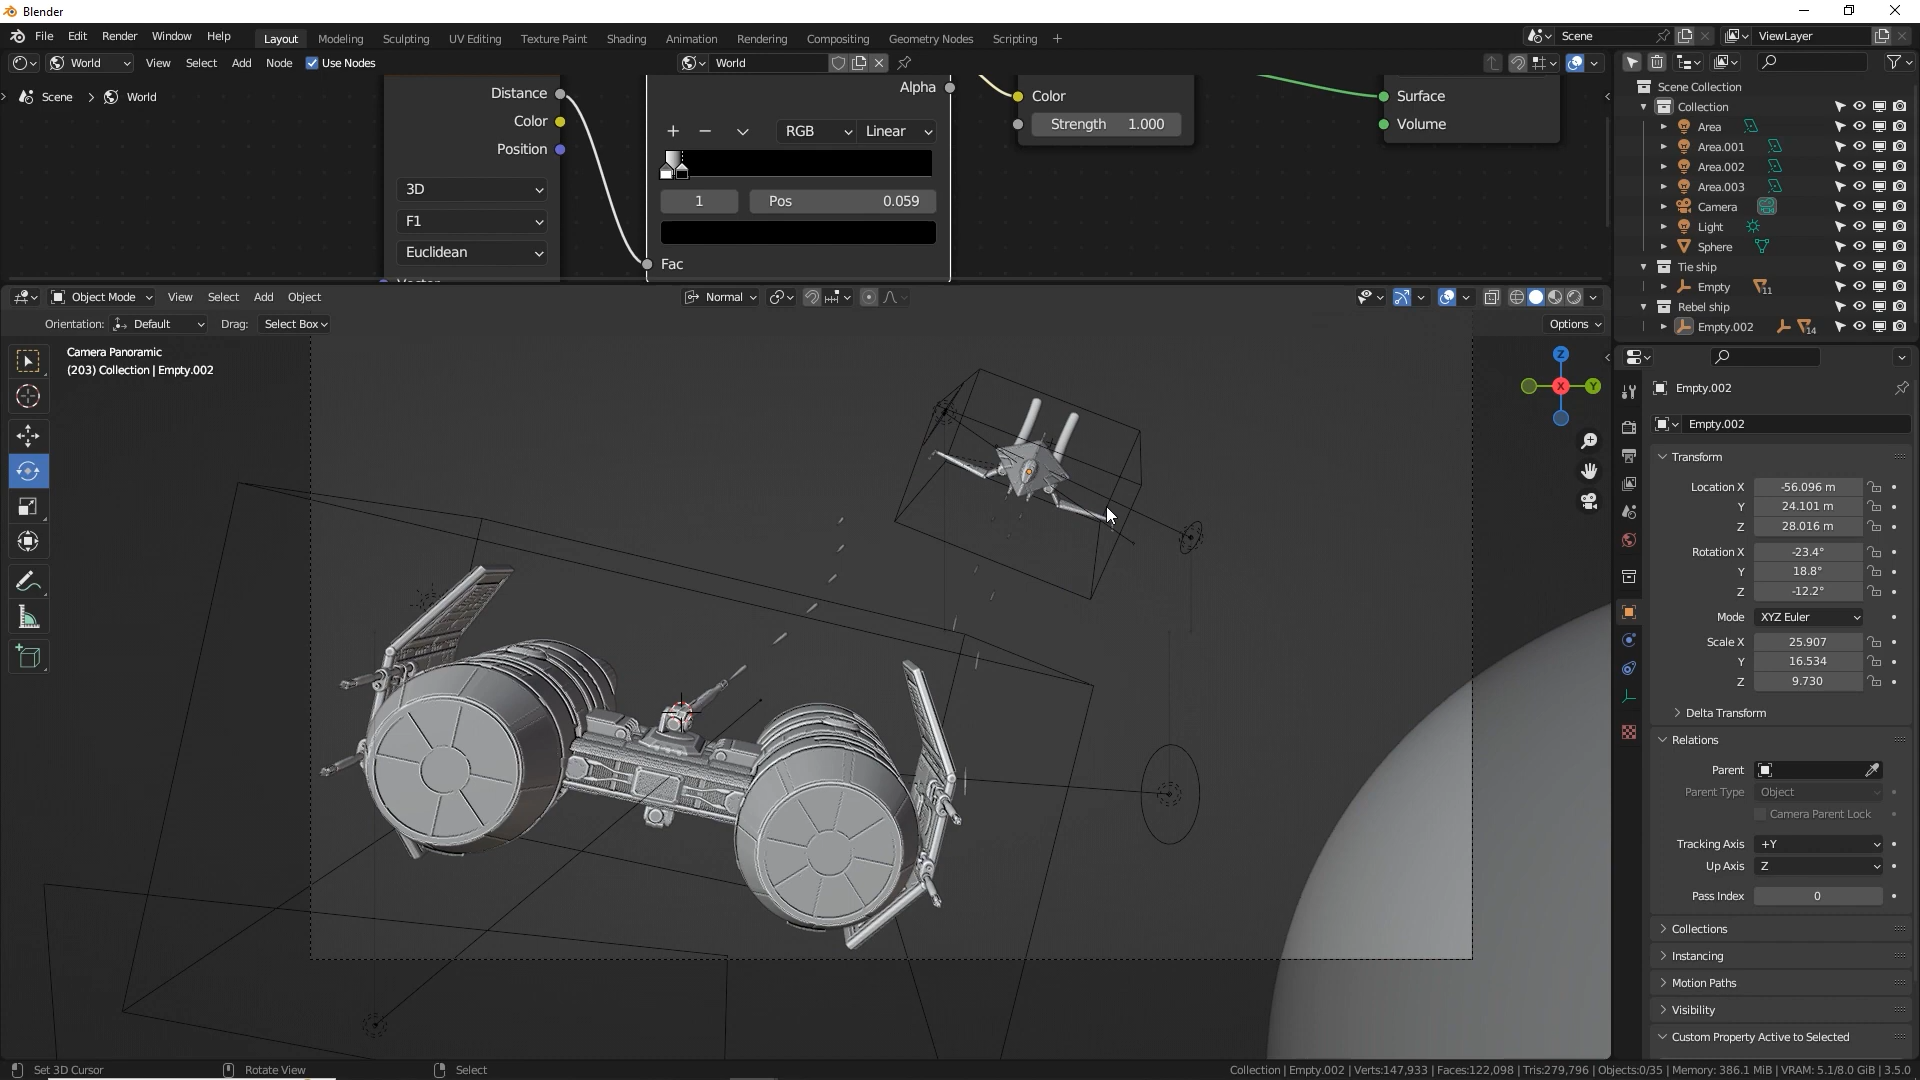 Blender
File Edit Render Window Help
Layout Modeling Sculpting UV Editing Texture Paint Shading Animation Rendering Compositing Geometry Nodes Scripting +
Scene
ViewLayer
World View Select Add Node Use Nodes
World
Scene > World
Distance
Color
Position
3D
F1
Euclidean
Alpha
RGB Linear
1 Pos 0.059
Fac
Color
Strength 1.000
Surface
Volume
Object Mode View Select Add Object
Normal
Orientation: Default Drag: Select Box
Options
Camera Panoramic
(203) Collection | Empty.002
Z
Y
X
Scene Collection
Collection
Area
Area.001
Area.002
Area.003
Camera
Light
Sphere
Tie ship
Empty 11
Rebel ship
Empty.002 14
Empty.002
Empty.002
Transform
Location X -56.096 m
Y 24.101 m
Z 28.016 m
Rotation X -23.4°
Y 18.8°
Z -12.2°
Mode XYZ Euler
Scale X 25.907
Y 16.534
Z 9.730
Delta Transform
Relations
Parent
Parent Type Object
Camera Parent Lock
Tracking Axis +Y
Up Axis Z
Pass Index 0
Collections
Instancing
Motion Paths
Visibility
Custom Property Active to Selected
Set 3D Cursor Rotate View Select
Collection | Empty.002 | Verts:147,933 | Faces:122,098 | Tris:279,796 | Objects:0/35 | Memory: 386.1 MiB | VRAM: 5.1/8.0 GiB | 3.5.0